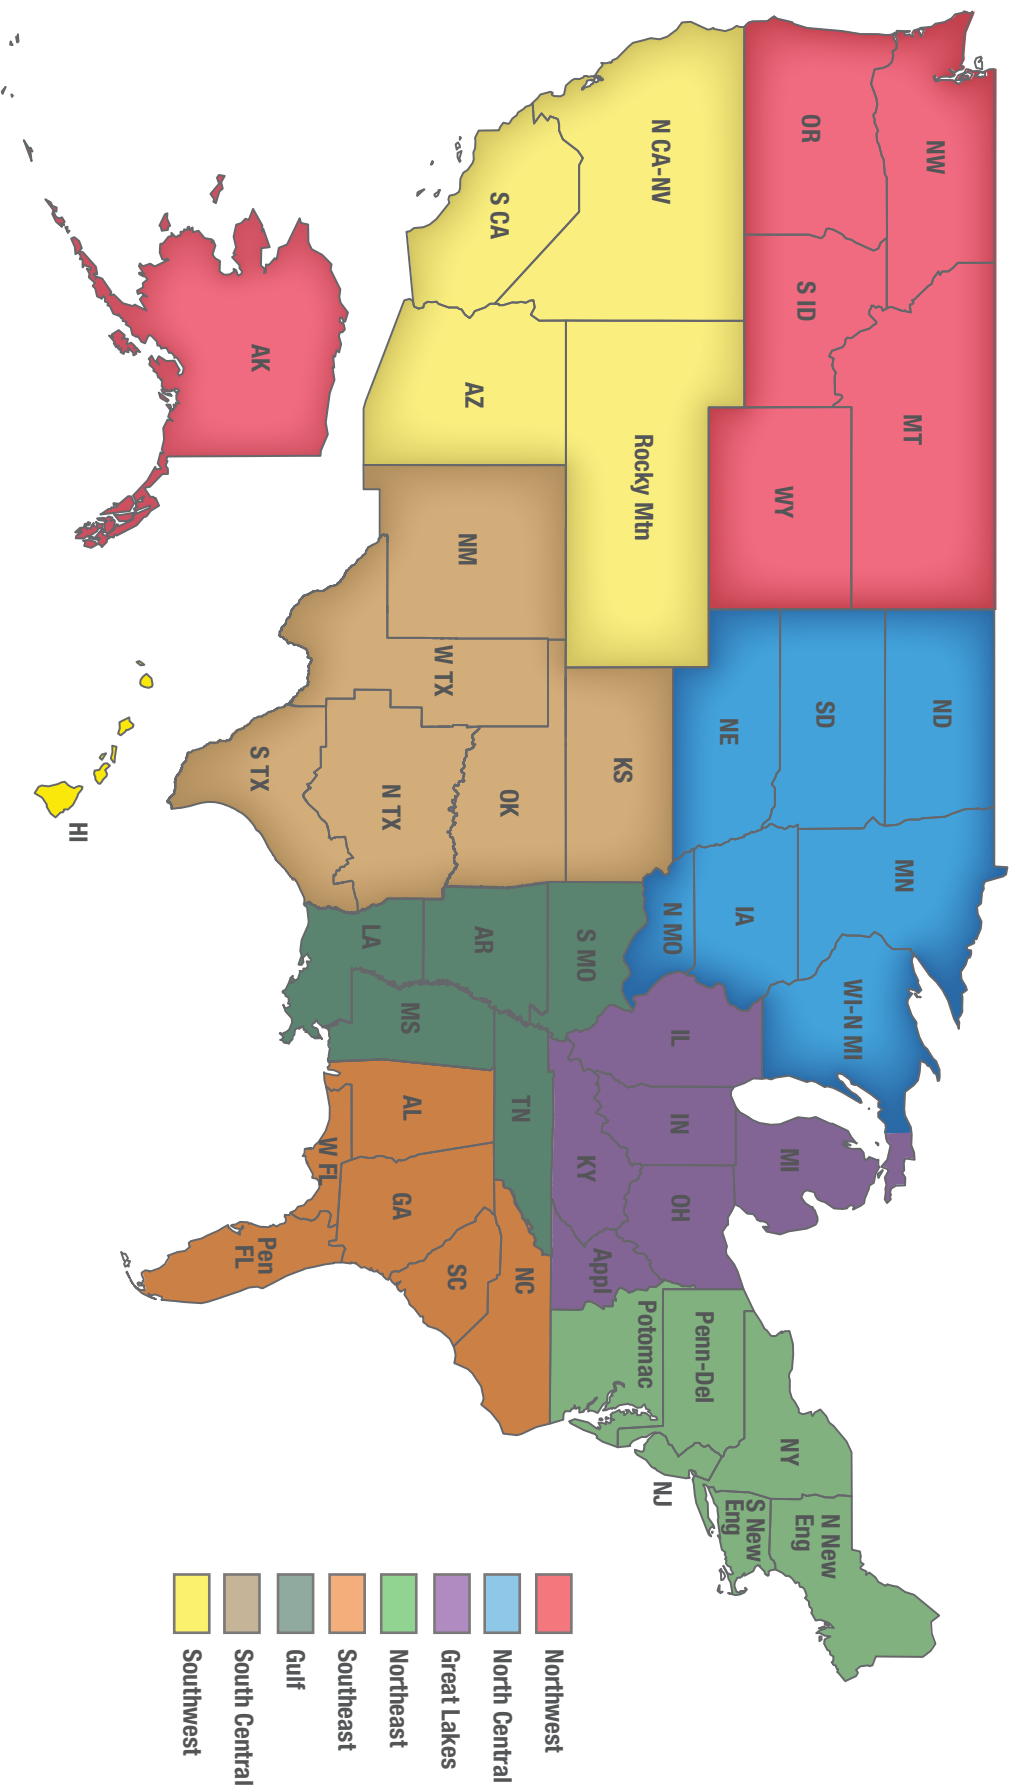 NW
OR
MT
S ID
WY
N CA-NV
S CA
AZ
Rocky Mtn
AK
HI
ND
SD
NE
MN
IA
N MO
WI-N MI
NM
W TX
KS
OK
N TX
S TX
S MO
AR
LA
MS
TN
IL
IN
MI
OH
KY
Appl
AL
W FL
GA
SC
NC
Pen
FL
Potomac
Penn-Del
NJ
NY
S New
Eng
N New
Eng
Northwest
North Central
Great Lakes
Northeast
Southeast
Gulf
South Central
Southwest